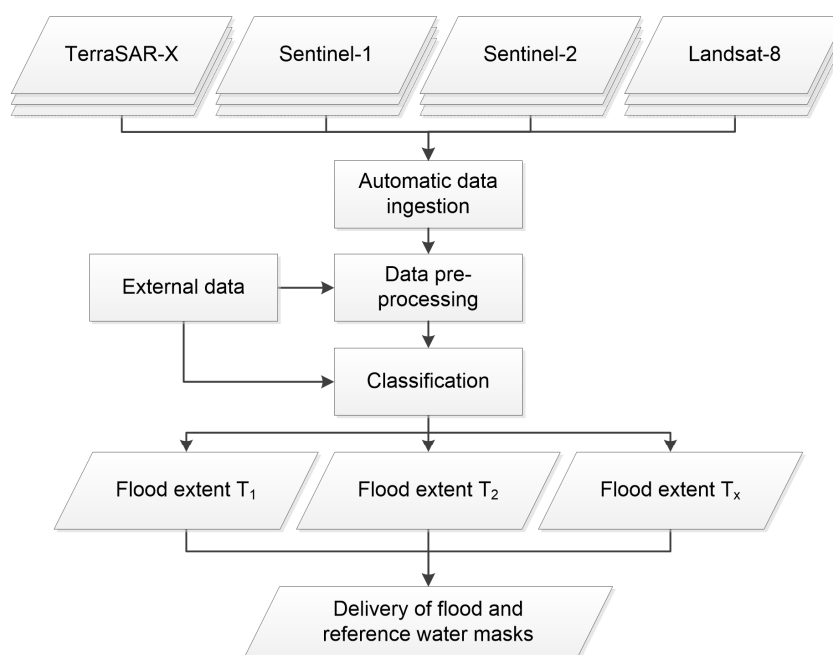 TerraSAR-X
Sentinel-1
Sentinel-2
Landsat-8
Automatic data
ingestion
External data
Data pre-
processing
Classification
Flood extent T₁
Flood extent T₂
Flood extent Tₓ
Delivery of flood and
reference water masks